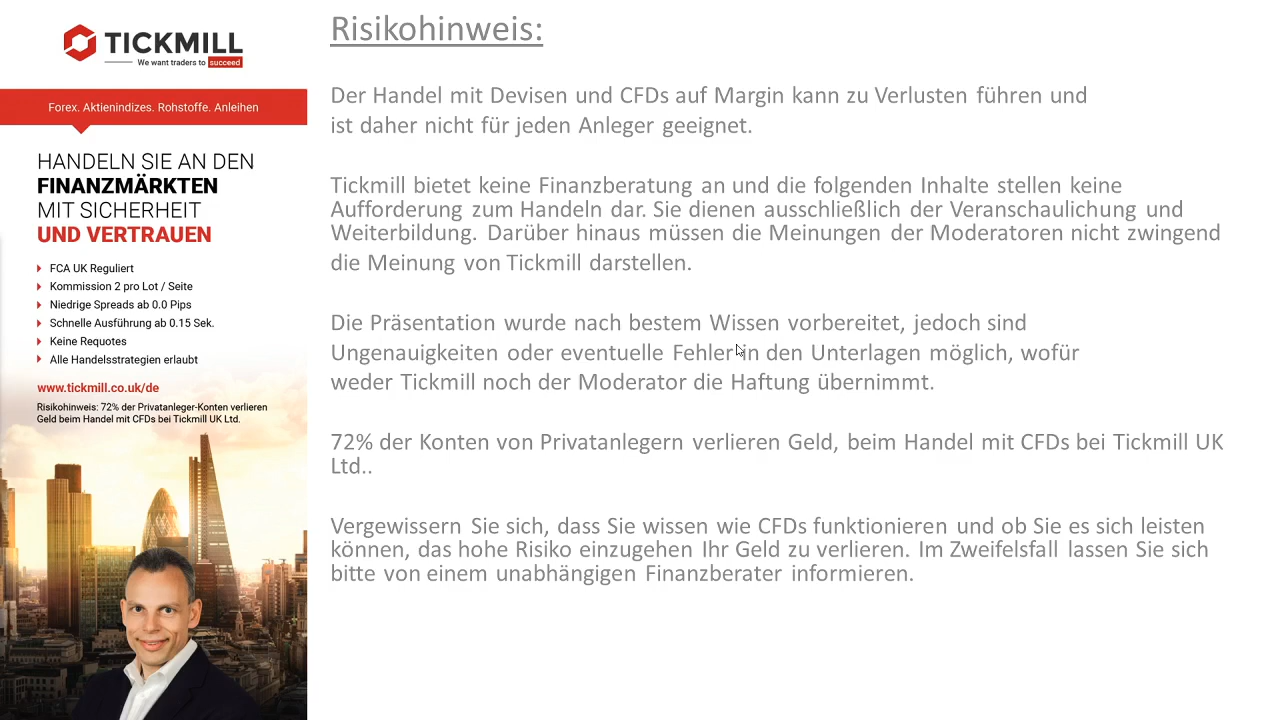 TICKMILL
We want traders to succeed
Forex. Aktienindizes. Rohstoffe. Anleihen
HANDELN SIE AN DEN
FINANZMÄRKTEN
MIT SICHERHEIT
UND VERTRAUEN
FCA UK Reguliert
Kommission 2 pro Lot / Seite
Niedrige Spreads ab 0.0 Pips
Schnelle Ausführung ab 0.15 Sek.
Keine Requotes
Alle Handelsstrategien erlaubt
www.tickmill.co.uk/de
Risikohinweis: 72% der Privatanleger-Konten verlieren
Geld beim Handel mit CFDs bei Tickmill UK Ltd.
Risikohinweis:
Der Handel mit Devisen und CFDs auf Margin kann zu Verlusten führen und
ist daher nicht für jeden Anleger geeignet.
Tickmill bietet keine Finanzberatung an und die folgenden Inhalte stellen keine
Aufforderung zum Handeln dar. Sie dienen ausschließlich der Veranschaulichung und
Weiterbildung. Darüber hinaus müssen die Meinungen der Moderatoren nicht zwingend
die Meinung von Tickmill darstellen.
Die Präsentation wurde nach bestem Wissen vorbereitet, jedoch sind
Ungenauigkeiten oder eventuelle Fehler in den Unterlagen möglich, wofür
weder Tickmill noch der Moderator die Haftung übernimmt.
72% der Konten von Privatanlegern verlieren Geld, beim Handel mit CFDs bei Tickmill UK
Ltd..
Vergewissern Sie sich, dass Sie wissen wie CFDs funktionieren und ob Sie es sich leisten
können, das hohe Risiko einzugehen Ihr Geld zu verlieren. Im Zweifelsfall lassen Sie sich
bitte von einem unabhängigen Finanzberater informieren.